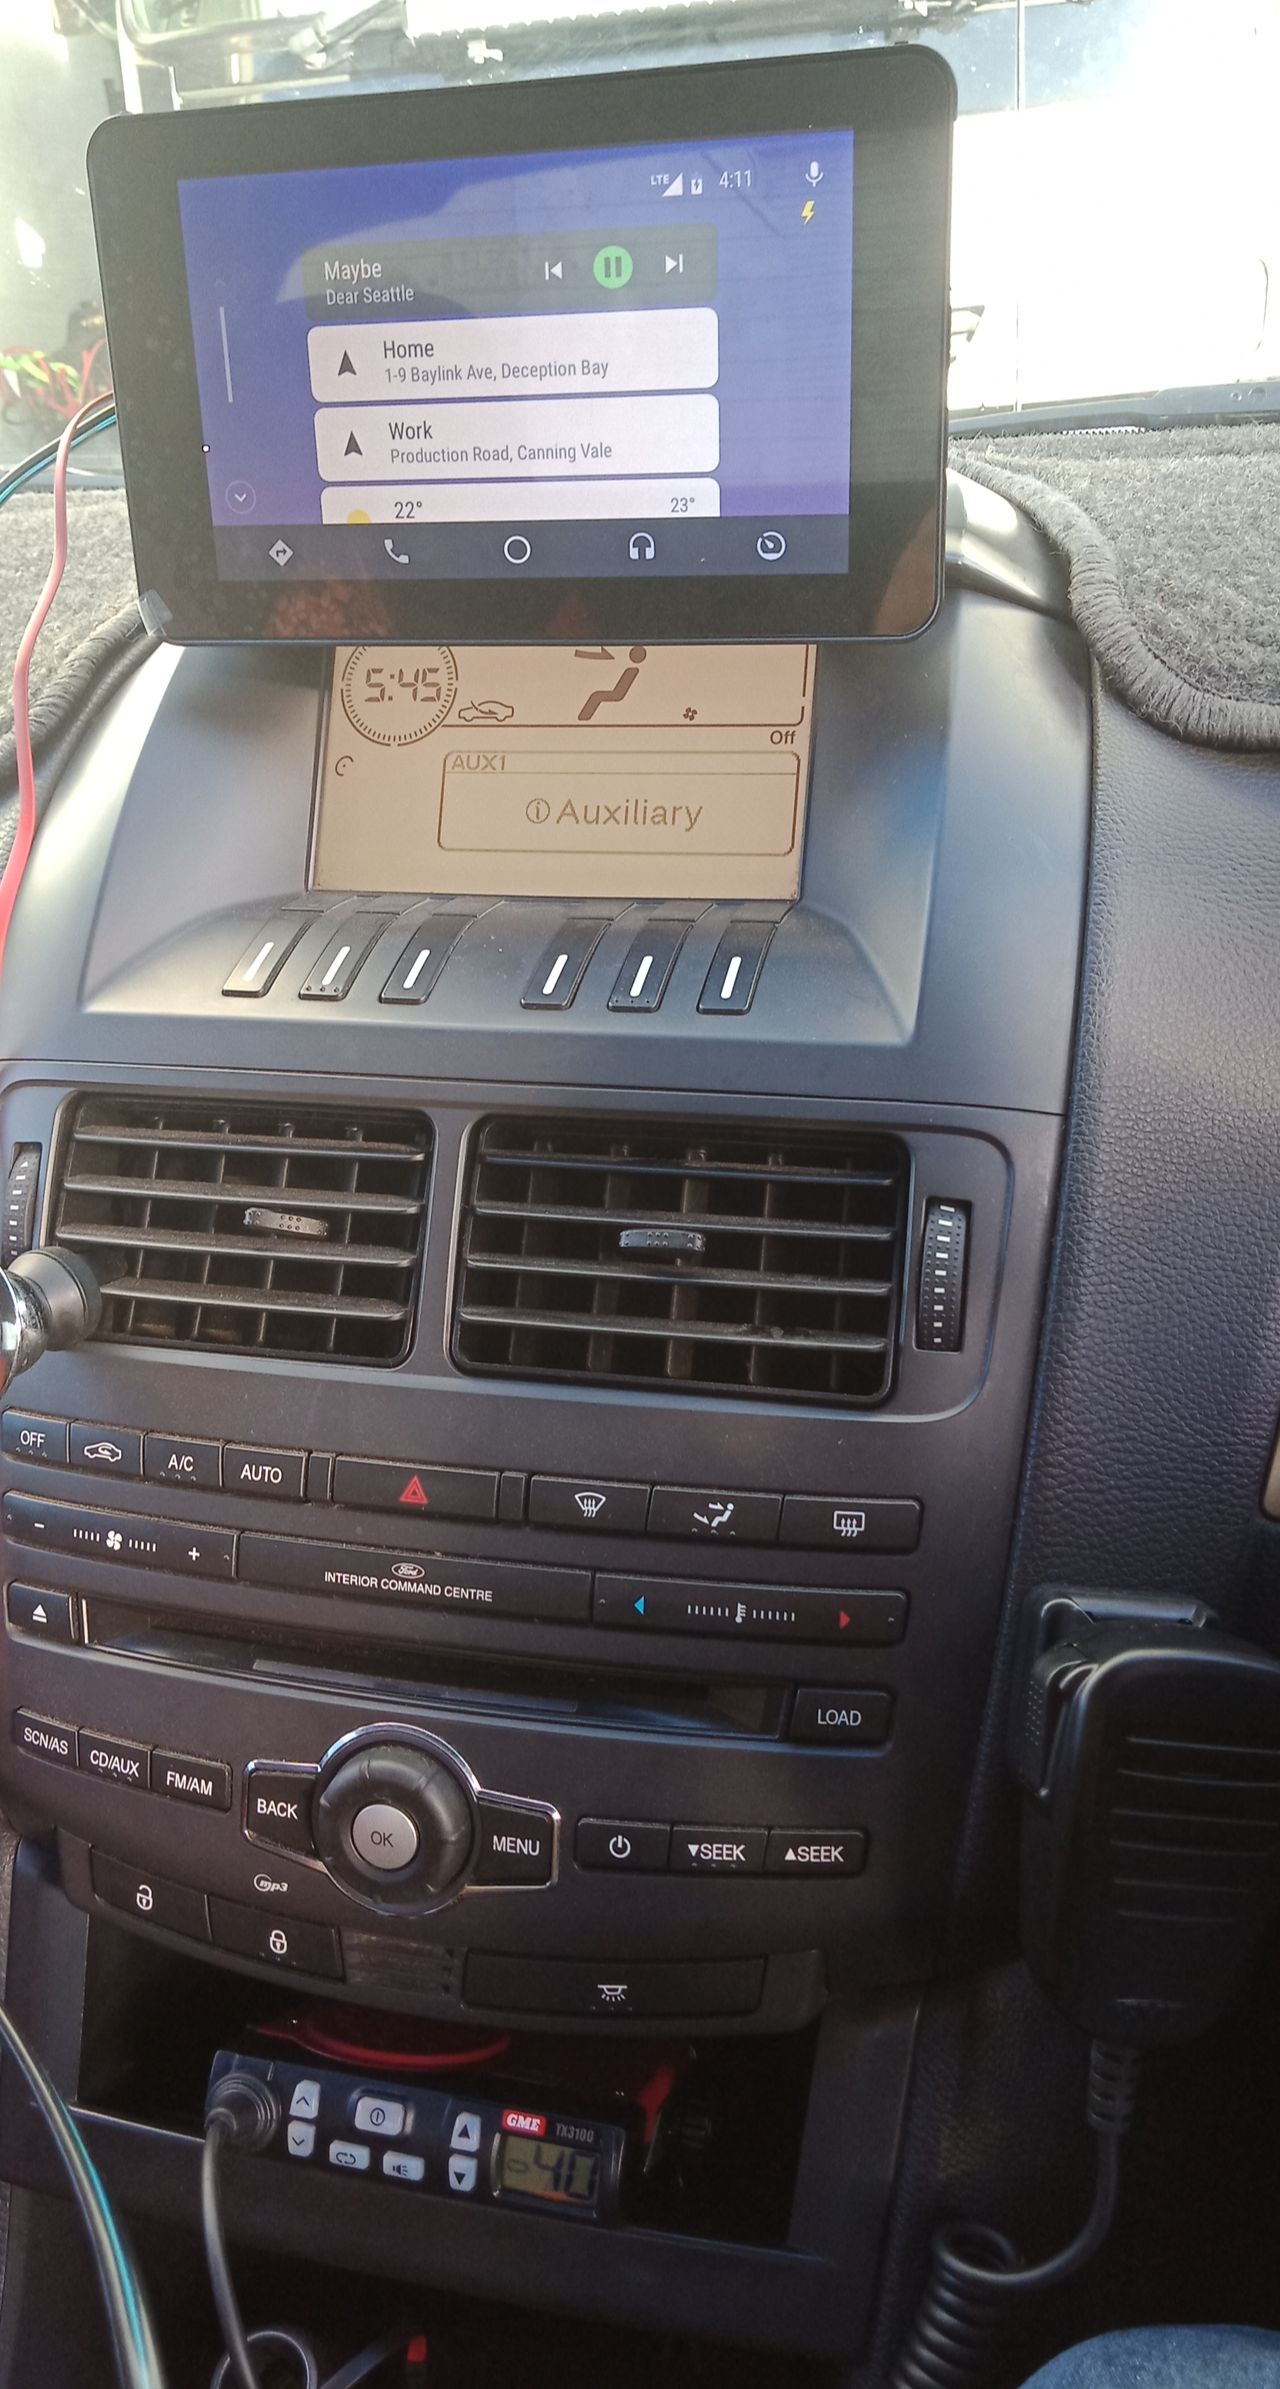 LTE 4:11
Maybe
Dear Seattle
Home
1-9 Baylink Ave, Deception Bay
Work
Production Road, Canning Vale
22° 23°
5:45
Off
AUX1
Auxiliary
OFF A/C AUTO
- +
Ford
INTERIOR COMMAND CENTRE
LOAD
SCN/AS CD/AUX FM/AM
BACK OK MENU
▼SEEK ▲SEEK
mp3
GME TX3100
40